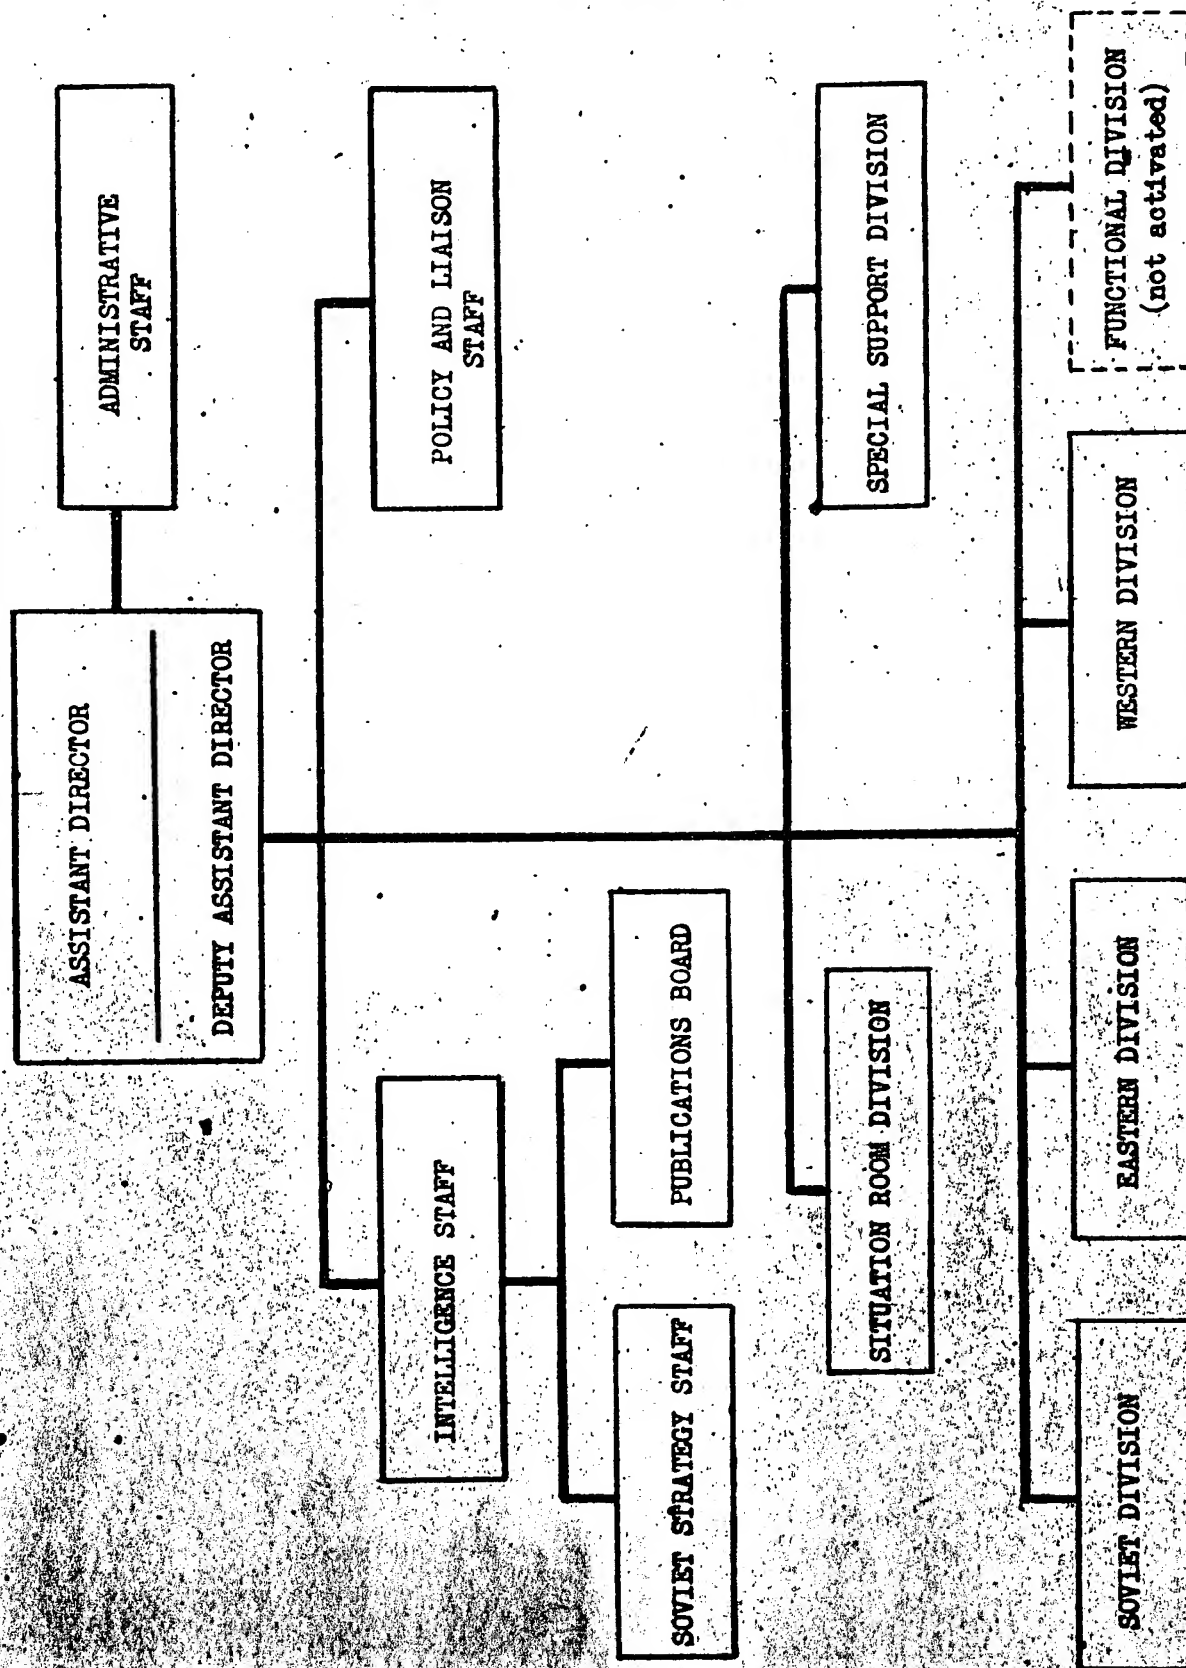 ASSISTANT DIRECTOR
DEPUTY ASSISTANT DIRECTOR
ADMINISTRATIVE
STAFF
INTELLIGENCE STAFF
POLICY AND LIAISON
STAFF
SOVIET STRATEGY STAFF
PUBLICATIONS BOARD
SITUATION ROOM DIVISION
SPECIAL SUPPORT DIVISION
SOVIET DIVISION
EASTERN DIVISION
WESTERN DIVISION
FUNCTIONAL DIVISION
(not activated)